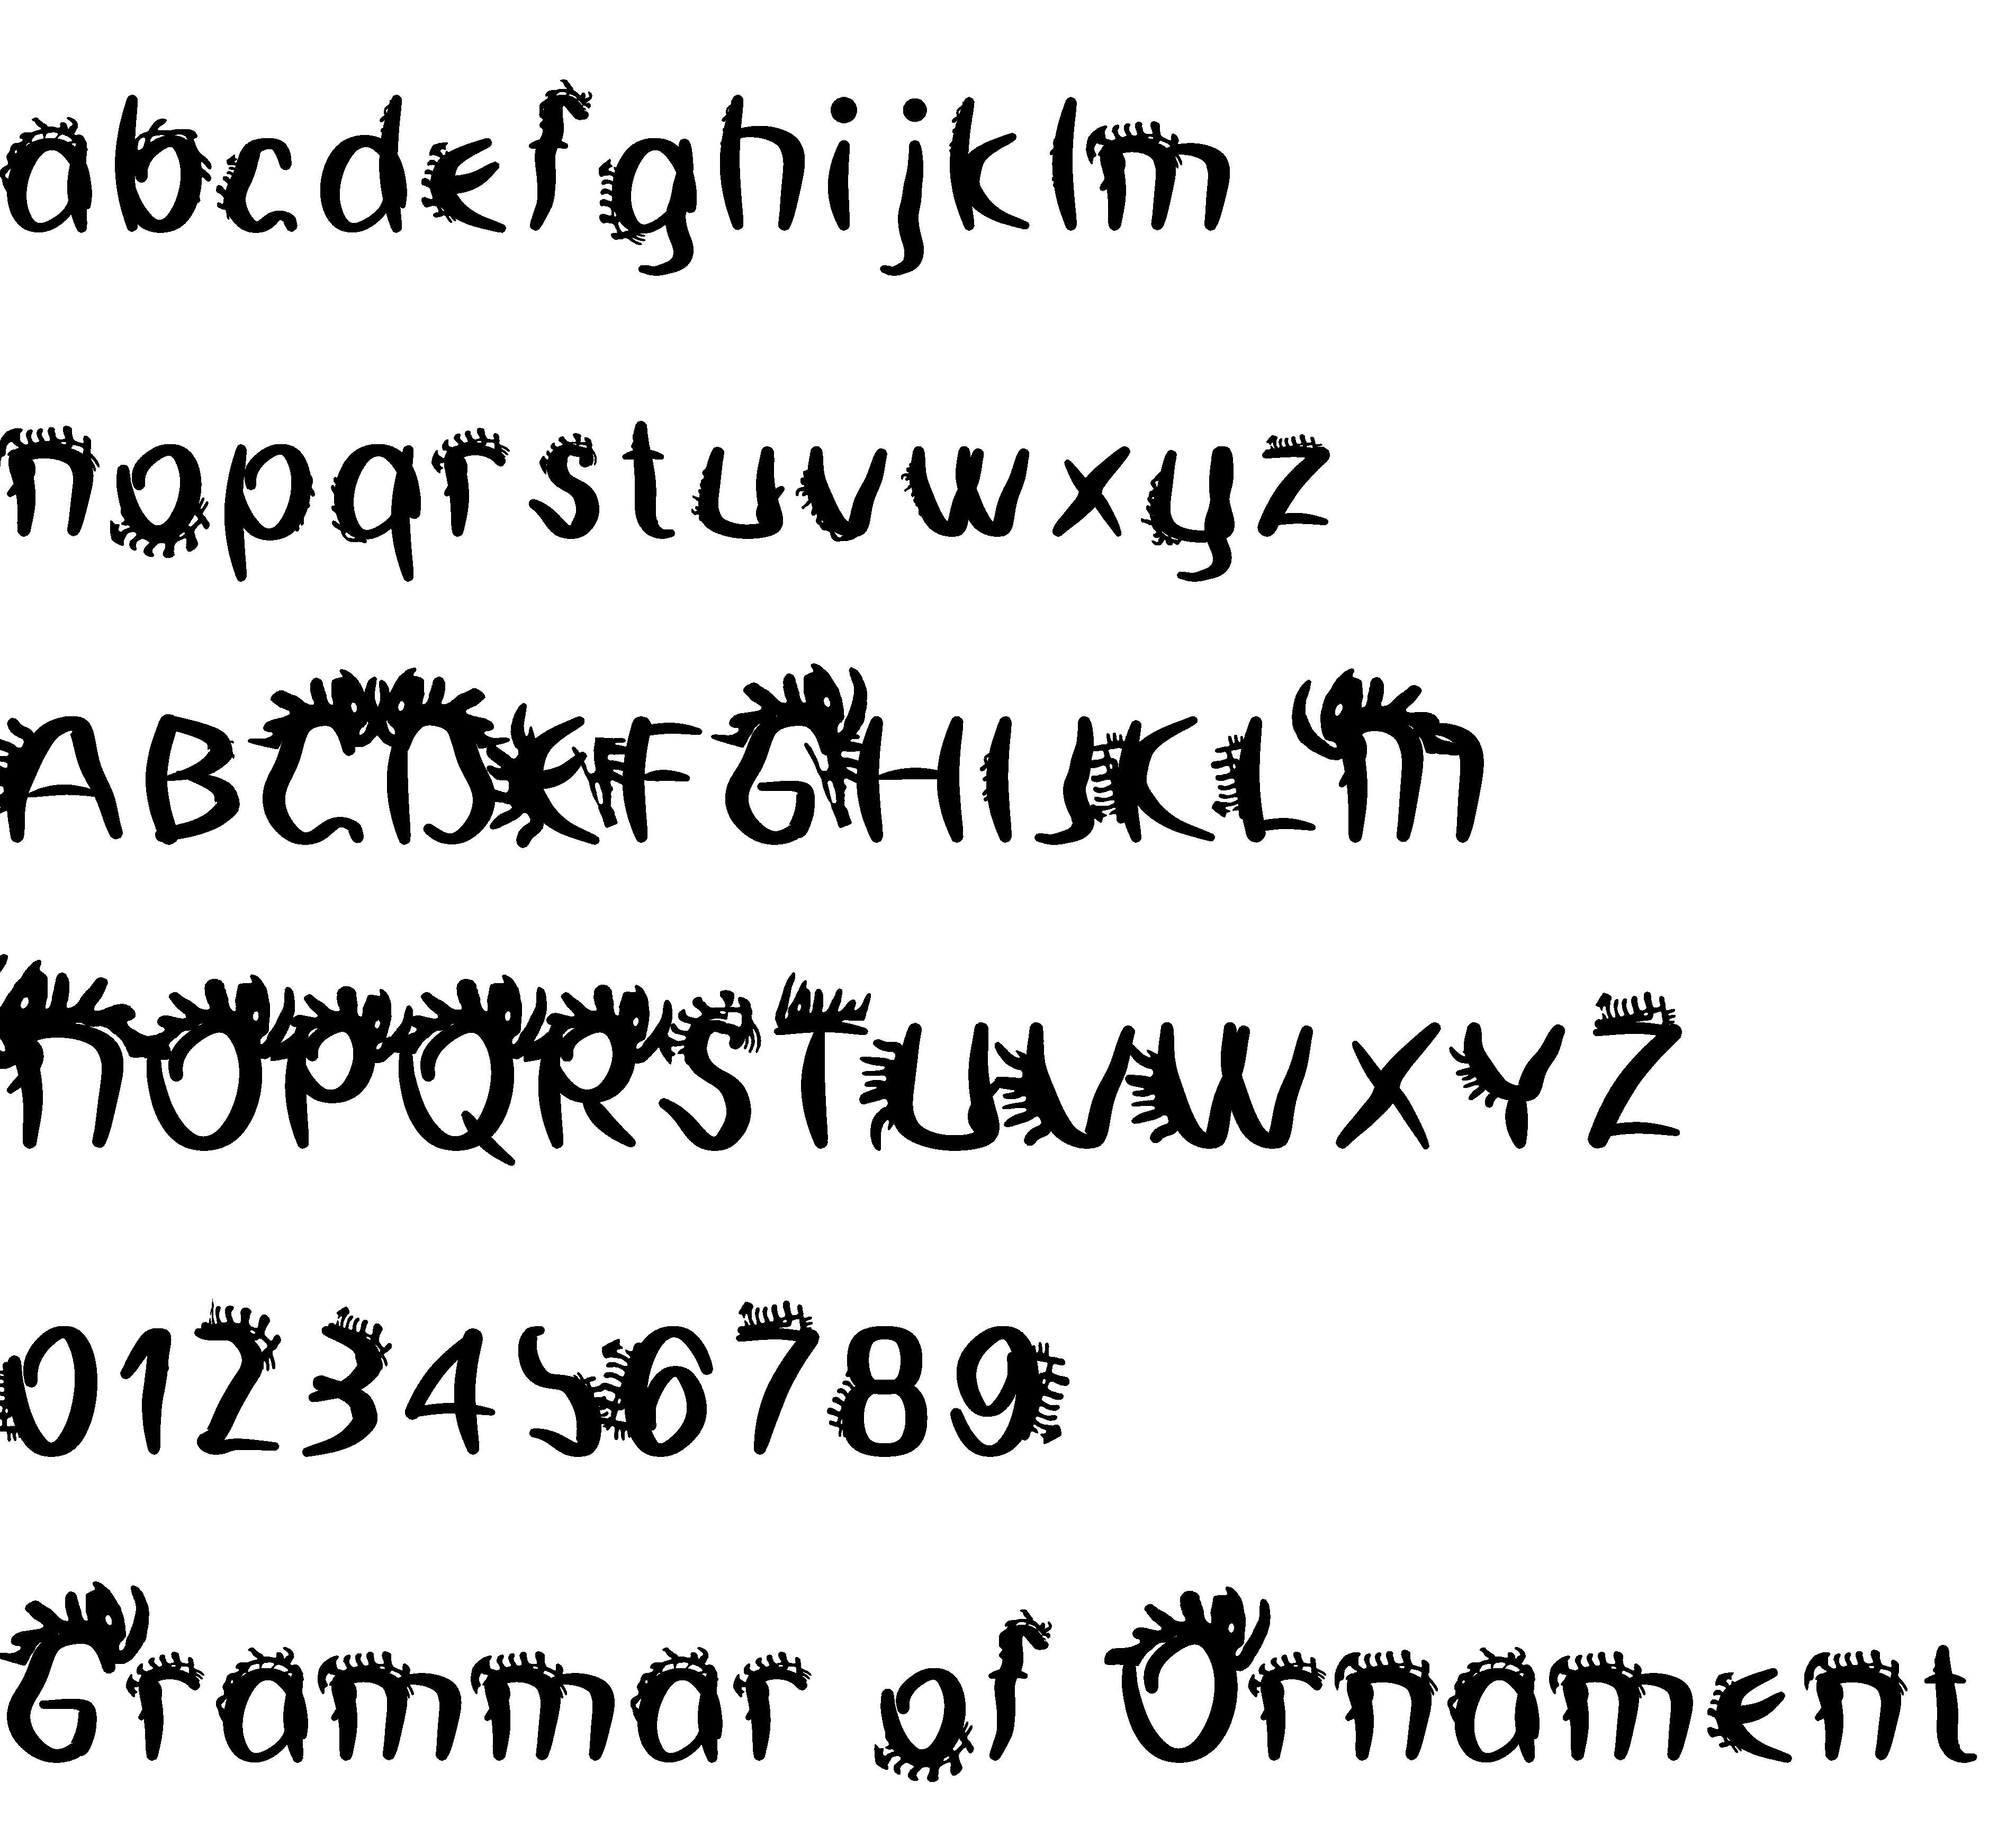 abcdefghijklm
nopqrstuvwxyz
ABCDEFGHIJKLM
NOPQRSTUVWXYZ
0123456789
Grammar of Ornament